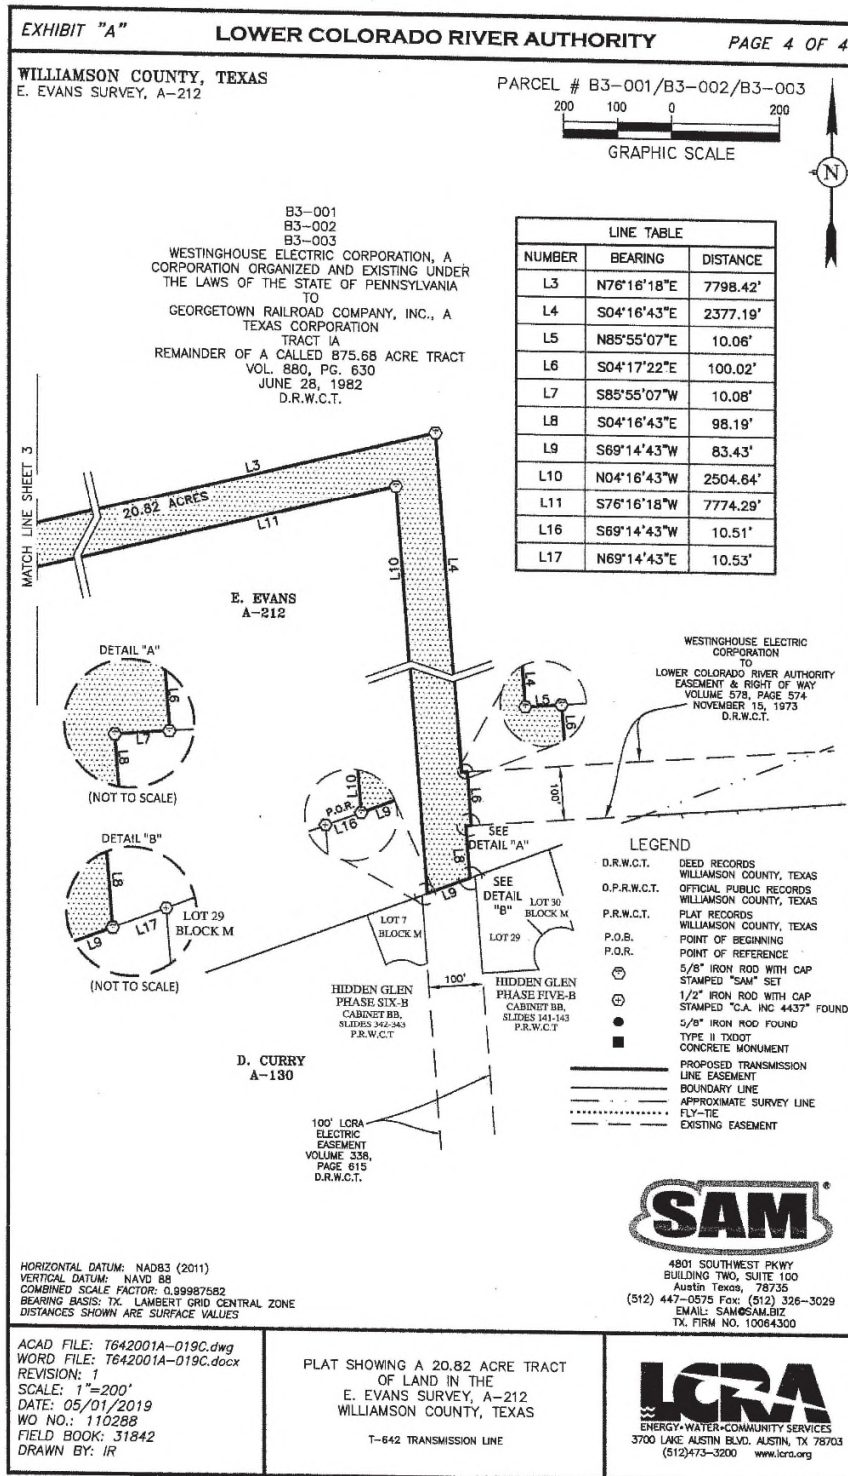 EXHIBIT "A"
LOWER COLORADO RIVER AUTHORITY
PAGE 4 OF 4
WILLIAMSON COUNTY, TEXAS
E. EVANS SURVEY, A-212
PARCEL # B3-001/B3-002/B3-003
200 100 0 200
GRAPHIC SCALE
N
B3-001
B3-002
B3-003
WESTINGHOUSE ELECTRIC CORPORATION, A
CORPORATION ORGANIZED AND EXISTING UNDER
THE LAWS OF THE STATE OF PENNSYLVANIA
TO
GEORGETOWN RAILROAD COMPANY, INC., A
TEXAS CORPORATION
TRACT IA
REMAINDER OF A CALLED 875.68 ACRE TRACT
VOL. 880, PG. 630
JUNE 28, 1982
D.R.W.C.T.
LINE TABLE
NUMBER BEARING DISTANCE
L3 N76°16'18"E 7798.42'
L4 S04°16'43"E 2377.19'
L5 N85°55'07"E 10.06'
L6 S04°17'22"E 100.02'
L7 S85°55'07"W 10.08'
L8 S04°16'43"E 98.19'
L9 S69°14'43"W 83.43'
L10 N04°16'43"W 2504.64'
L11 S76°16'18"W 7774.29'
L16 S69°14'43"W 10.51'
L17 N69°14'43"E 10.53'
MATCH LINE SHEET 3
L3
20.82 ACRES
L11
L10
L4
E. EVANS
A-212
DETAIL "A"
L6
L7
L8
(NOT TO SCALE)
L4
L5
L6
WESTINGHOUSE ELECTRIC
CORPORATION
TO
LOWER COLORADO RIVER AUTHORITY
EASEMENT & RIGHT OF WAY
VOLUME 578, PAGE 574
NOVEMBER 15, 1973
D.R.W.C.T.
L10
P.O.R.
L16
L9
L6
100'
SEE
DETAIL "A"
L8
L9
SEE
DETAIL
"B"
DETAIL "B"
L8
L9
L17
LOT 29
BLOCK M
(NOT TO SCALE)
LOT 7
BLOCK M
LOT 30
BLOCK M
LOT 29
HIDDEN GLEN
PHASE SIX-B
CABINET BB,
SLIDES 342-343
P.R.W.C.T
100'
HIDDEN GLEN
PHASE FIVE-B
CABINET BB,
SLIDES 141-143
P.R.W.C.T
D. CURRY
A-130
100' LCRA
ELECTRIC
EASEMENT
VOLUME 338,
PAGE 615
D.R.W.C.T.
LEGEND
D.R.W.C.T. DEED RECORDS
WILLIAMSON COUNTY, TEXAS
O.P.R.W.C.T. OFFICIAL PUBLIC RECORDS
WILLIAMSON COUNTY, TEXAS
P.R.W.C.T. PLAT RECORDS
WILLIAMSON COUNTY, TEXAS
P.O.B. POINT OF BEGINNING
P.O.R. POINT OF REFERENCE
5/8" IRON ROD WITH CAP
STAMPED "SAM" SET
1/2" IRON ROD WITH CAP
STAMPED "C.A. INC 4437" FOUND
5/8" IRON ROD FOUND
TYPE II TXDOT
CONCRETE MONUMENT
PROPOSED TRANSMISSION
LINE EASEMENT
BOUNDARY LINE
APPROXIMATE SURVEY LINE
FLY-TIE
EXISTING EASEMENT
SAM®
4801 SOUTHWEST PKWY
BUILDING TWO, SUITE 100
Austin Texas, 78735
(512) 447-0575 Fax: (512) 326-3029
EMAIL: SAM@SAM.BIZ
TX. FIRM NO. 10064300
HORIZONTAL DATUM: NAD83 (2011)
VERTICAL DATUM: NAVD 88
COMBINED SCALE FACTOR: 0.99987582
BEARING BASIS: TX. LAMBERT GRID CENTRAL ZONE
DISTANCES SHOWN ARE SURFACE VALUES
ACAD FILE: T642001A-019C.dwg
WORD FILE: T642001A-019C.docx
REVISION: 1
SCALE: 1"=200'
DATE: 05/01/2019
WO NO.: 110288
FIELD BOOK: 31842
DRAWN BY: IR
PLAT SHOWING A 20.82 ACRE TRACT
OF LAND IN THE
E. EVANS SURVEY, A-212
WILLIAMSON COUNTY, TEXAS
T-642 TRANSMISSION LINE
LCRA
ENERGY•WATER•COMMUNITY SERVICES
3700 LAKE AUSTIN BLVD. AUSTIN, TX 78703
(512)473-3200 www.lcra.org